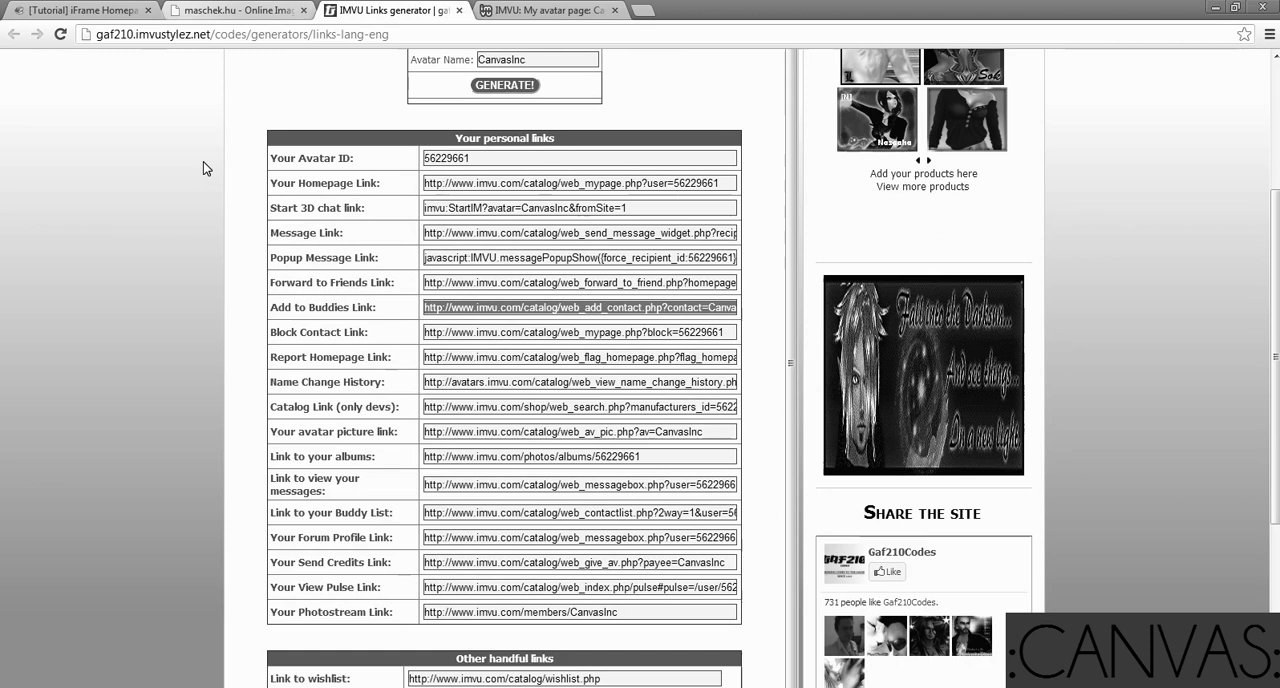 [Tutorial] iFrame Homepa
maschek.hu - Online Imag
IMVU Links generator | gaf
IMVU: My avatar page: Ca
gaf210.imvustylez.net/codes/generators/links-lang-eng
Avatar Name: CanvasInc
GENERATE!
Your personal links
Your Avatar ID: 56229661
Your Homepage Link: http://www.imvu.com/catalog/web_mypage.php?user=56229661
Start 3D chat link: imvu:StartIM?avatar=CanvasInc&fromSite=1
Message Link: http://www.imvu.com/catalog/web_send_message_widget.php?recip
Popup Message Link: javascript:IMVU.messagePopupShow({force_recipient_id:56229661}
Forward to Friends Link: http://www.imvu.com/catalog/web_forward_to_friend.php?homepage
Add to Buddies Link: http://www.imvu.com/catalog/web_add_contact.php?contact=Canva
Block Contact Link: http://www.imvu.com/catalog/web_mypage.php?block=56229661
Report Homepage Link: http://www.imvu.com/catalog/web_flag_homepage.php?flag_homepa
Name Change History: http://avatars.imvu.com/catalog/web_view_name_change_history.ph
Catalog Link (only devs): http://www.imvu.com/shop/web_search.php?manufacturers_id=5622
Your avatar picture link: http://www.imvu.com/catalog/web_av_pic.php?av=CanvasInc
Link to your albums: http://www.imvu.com/photos/albums/56229661
Link to view your
messages: http://www.imvu.com/catalog/web_messagebox.php?user=5622966
Link to your Buddy List: http://www.imvu.com/catalog/web_contactlist.php?2way=1&user=56
Your Forum Profile Link: http://www.imvu.com/catalog/web_messagebox.php?user=5622966
Your Send Credits Link: http://www.imvu.com/catalog/web_give_av.php?payee=CanvasInc
Your View Pulse Link: http://www.imvu.com/catalog/web_index.php/pulse#pulse=/user/562
Your Photostream Link: http://www.imvu.com/members/CanvasInc
Other handful links
Link to wishlist: http://www.imvu.com/catalog/wishlist.php
L
Sok
[N]
Add your products here
View more products
Fall into the Darksun...
And see things...
In a new light
SHARE THE SITE
GAF210
Gaf210Codes
Like
731 people like Gaf210Codes.
:CANVAS: